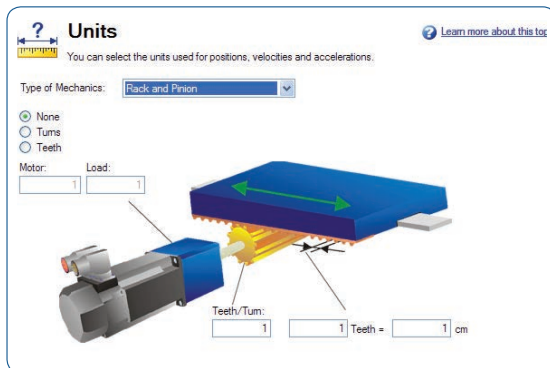 ?
Units
? Learn more about this top
You can select the units used for positions, velocities and accelerations.
Type of Mechanics: Rack and Pinion
None
Turns
Teeth
Motor: Load:
1 1
Teeth/Turn:
1 1 Teeth = 1 cm